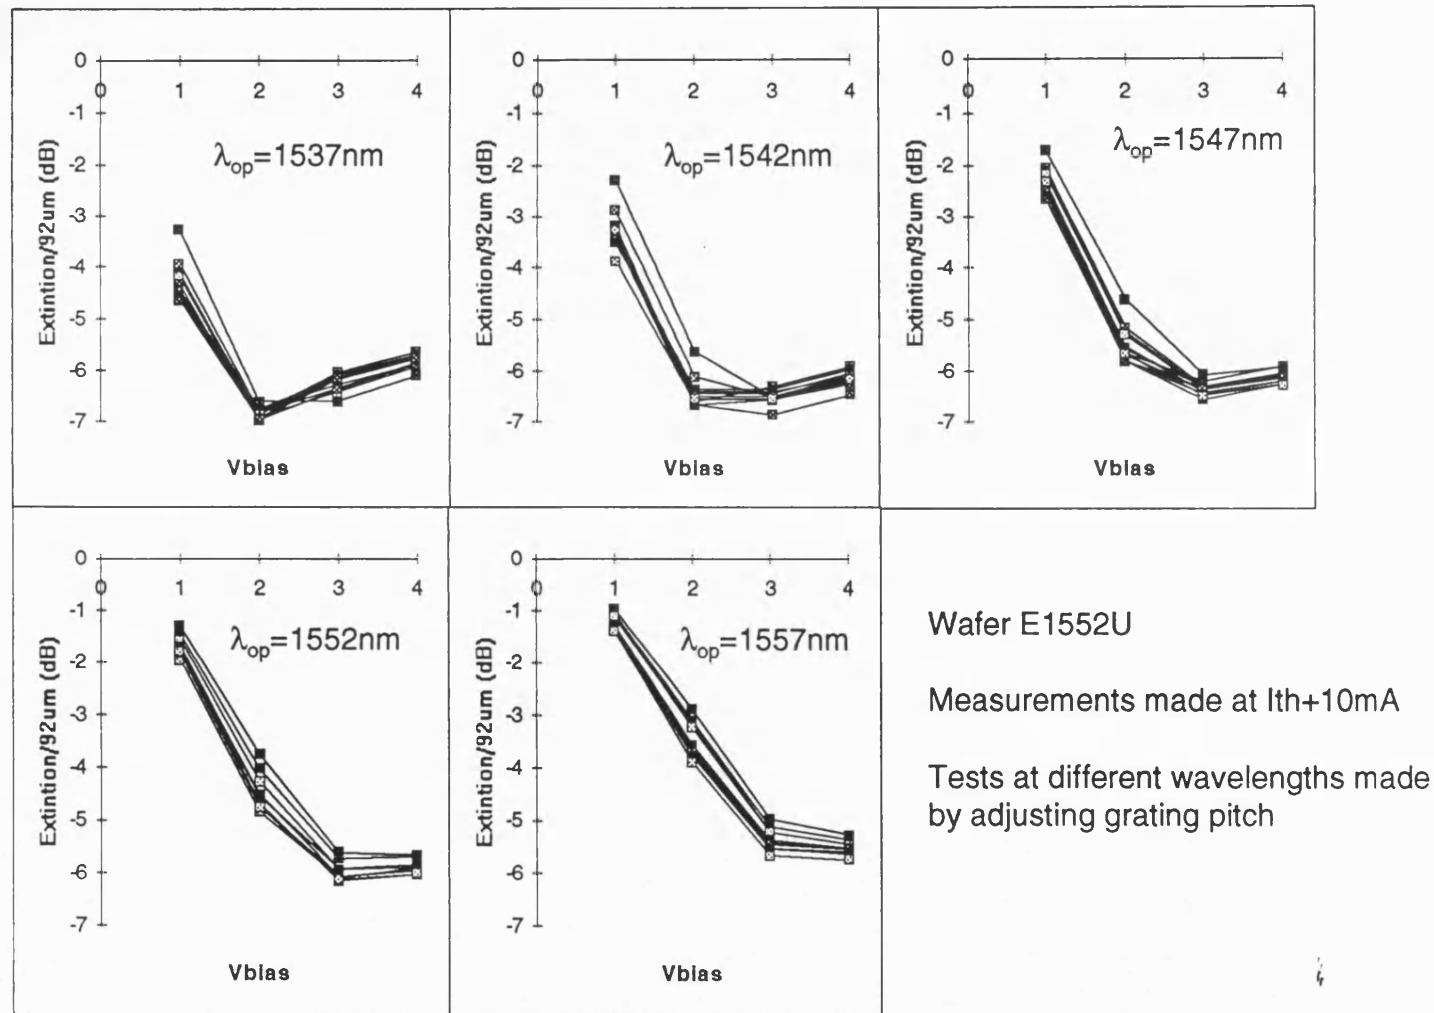 0
0 1 2 3 4
-1
-2
-3
-4
-5
-6
-7
Extintion/92um (dB)
λop=1537nm
Vbias
0
0 1 2 3 4
-1
-2
-3
-4
-5
-6
-7
Extintion/92um (dB)
λop=1542nm
Vbias
0
0 1 2 3 4
-1
-2
-3
-4
-5
-6
-7
Extintion/92um (dB)
λop=1547nm
Vbias
0
0 1 2 3 4
-1
-2
-3
-4
-5
-6
-7
Extintion/92um (dB)
λop=1552nm
Vbias
0
0 1 2 3 4
-1
-2
-3
-4
-5
-6
-7
Extintion/92um (dB)
λop=1557nm
Vbias
Wafer E1552U
Measurements made at Ith+10mA
Tests at different wavelengths made
by adjusting grating pitch